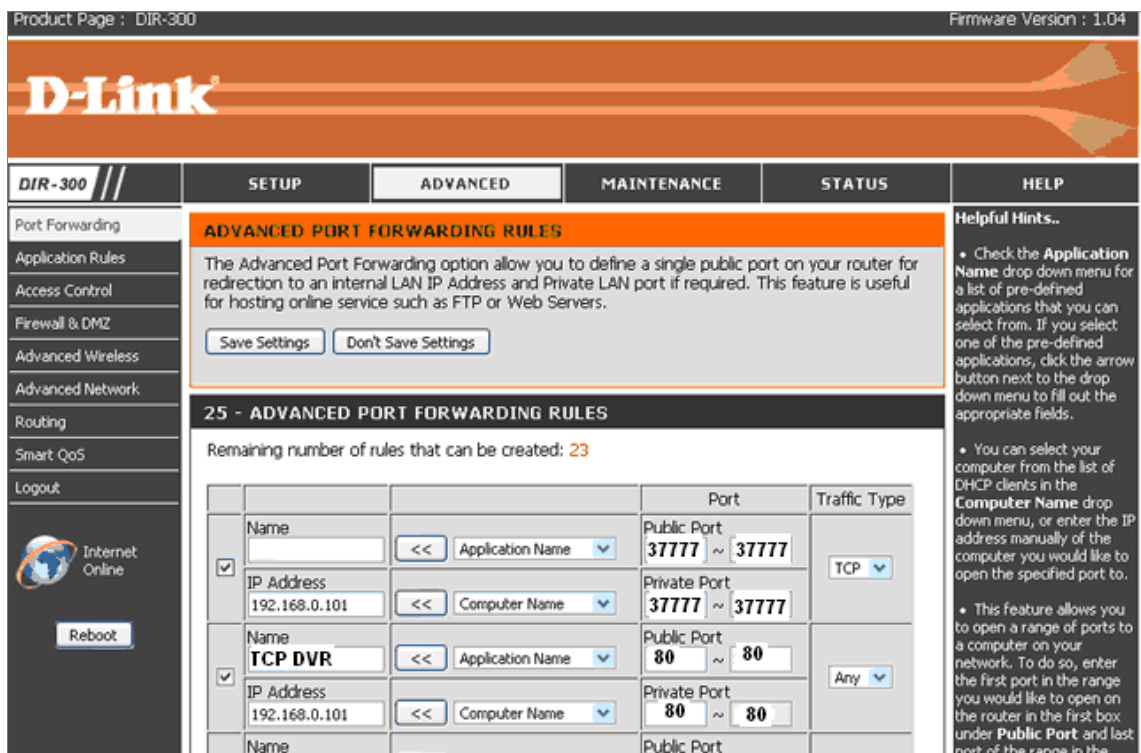 Product Page : DIR-300
Firmware Version : 1.04
D-Link
DIR-300
SETUP
ADVANCED
MAINTENANCE
STATUS
HELP
Port Forwarding
Application Rules
Access Control
Firewall & DMZ
Advanced Wireless
Advanced Network
Routing
Smart QoS
Logout
Internet
Online
Reboot
ADVANCED PORT FORWARDING RULES
The Advanced Port Forwarding option allow you to define a single public port on your router for
redirection to an internal LAN IP Address and Private LAN port if required. This feature is useful
for hosting online service such as FTP or Web Servers.
Save Settings
Don't Save Settings
25 - ADVANCED PORT FORWARDING RULES
Remaining number of rules that can be created: 23
Port
Traffic Type
Name
<<
Application Name
Public Port
37777 ~ 37777
TCP
IP Address
192.168.0.101
<<
Computer Name
Private Port
37777 ~ 37777
Name
TCP DVR
<<
Application Name
Public Port
80 ~ 80
Any
IP Address
192.168.0.101
<<
Computer Name
Private Port
80 ~ 80
Name
Public Port
Helpful Hints..
• Check the Application
Name drop down menu for
a list of pre-defined
applications that you can
select from. If you select
one of the pre-defined
applications, click the arrow
button next to the drop
down menu to fill out the
appropriate fields.
• You can select your
computer from the list of
DHCP clients in the
Computer Name drop
down menu, or enter the IP
address manually of the
computer you would like to
open the specified port to.
• This feature allows you
to open a range of ports to
a computer on your
network. To do so, enter
the first port in the range
you would like to open on
the router in the first box
under Public Port and last
port of the range in the